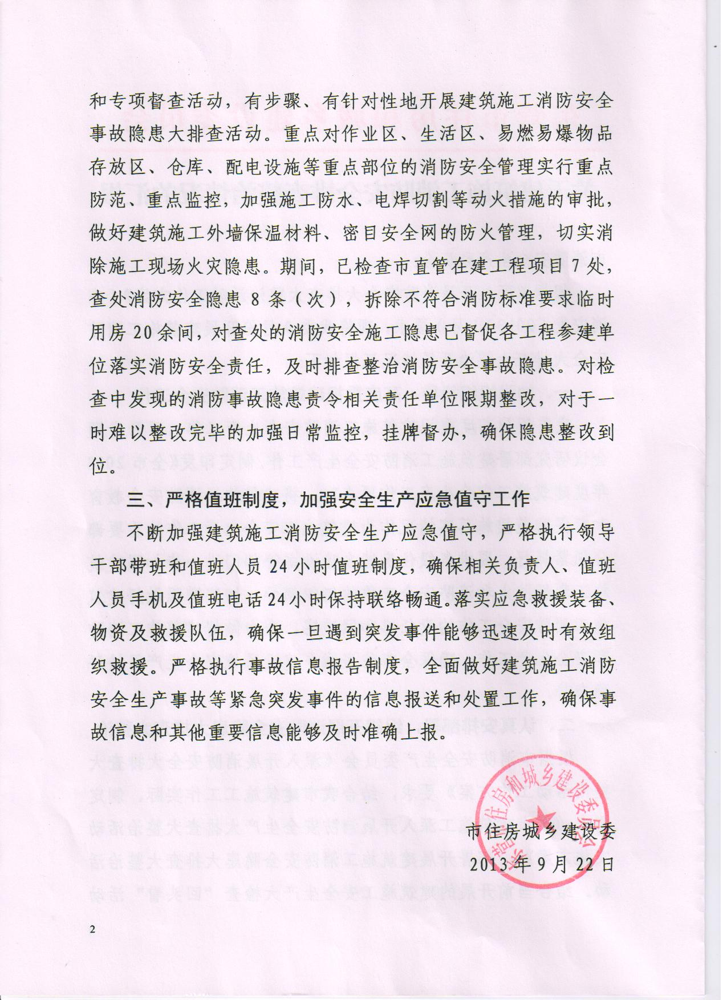 和专项督查活动，有步骤、有针对性地开展建筑施工消防安全
事故隐患大排查活动。重点对作业区、生活区、易燃易爆物品
存放区、仓库、配电设施等重点部位的消防安全管理实行重点
防范、重点监控，加强施工防水、电焊切割等动火措施的审批，
做好建筑施工外墙保温材料、密目安全网的防火管理，切实消
除施工现场火灾隐患。期间，已检查市直管在建工程项目7处，
查处消防安全隐患 8 条（次），拆除不符合消防标准要求临时
用房20余间，对查处的消防安全施工隐患已督促各工程参建单
位落实消防安全责任，及时排查整治消防安全事故隐患。对检
查中发现的消防事故隐患责令相关责任单位限期整改，对于一
时难以整改完毕的加强日常监控，挂牌督办，确保隐患整改到
位。
三、严格值班制度，加强安全生产应急值守工作
不断加强建筑施工消防安全生产应急值守，严格执行领导
干部带班和值班人员24小时值班制度，确保相关负责人、值班
人员手机及值班电话24小时保持联络畅通。落实应急救援装备、
物资及救援队伍，确保一旦遇到突发事件能够迅速及时有效组
织救援。严格执行事故信息报告制度，全面做好建筑施工消防
安全生产事故等紧急突发事件的信息报送和处置工作，确保事
故信息和其他重要信息能够及时准确上报。
东营市住房和城乡建设委员会
市住房城乡建设委
2013年9月22日
2